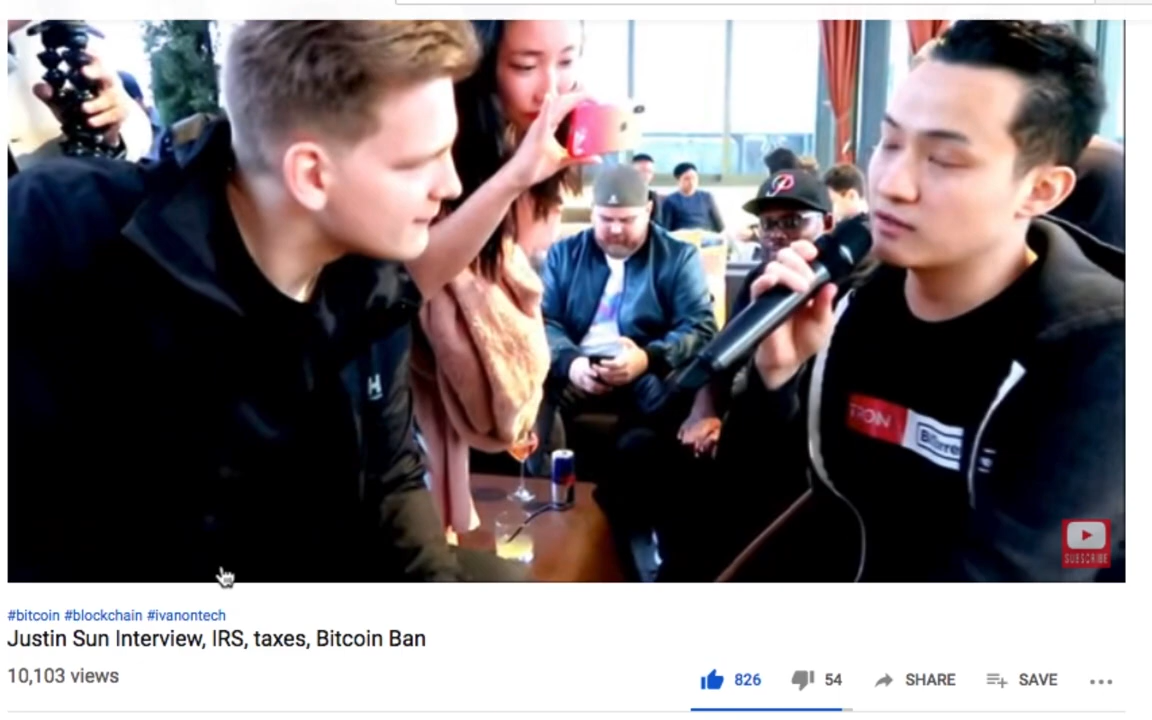 TRON
SUBSCRIBE
#bitcoin #blockchain #ivanontech
Justin Sun Interview, IRS, taxes, Bitcoin Ban
10,103 views
826
54
SHARE
SAVE